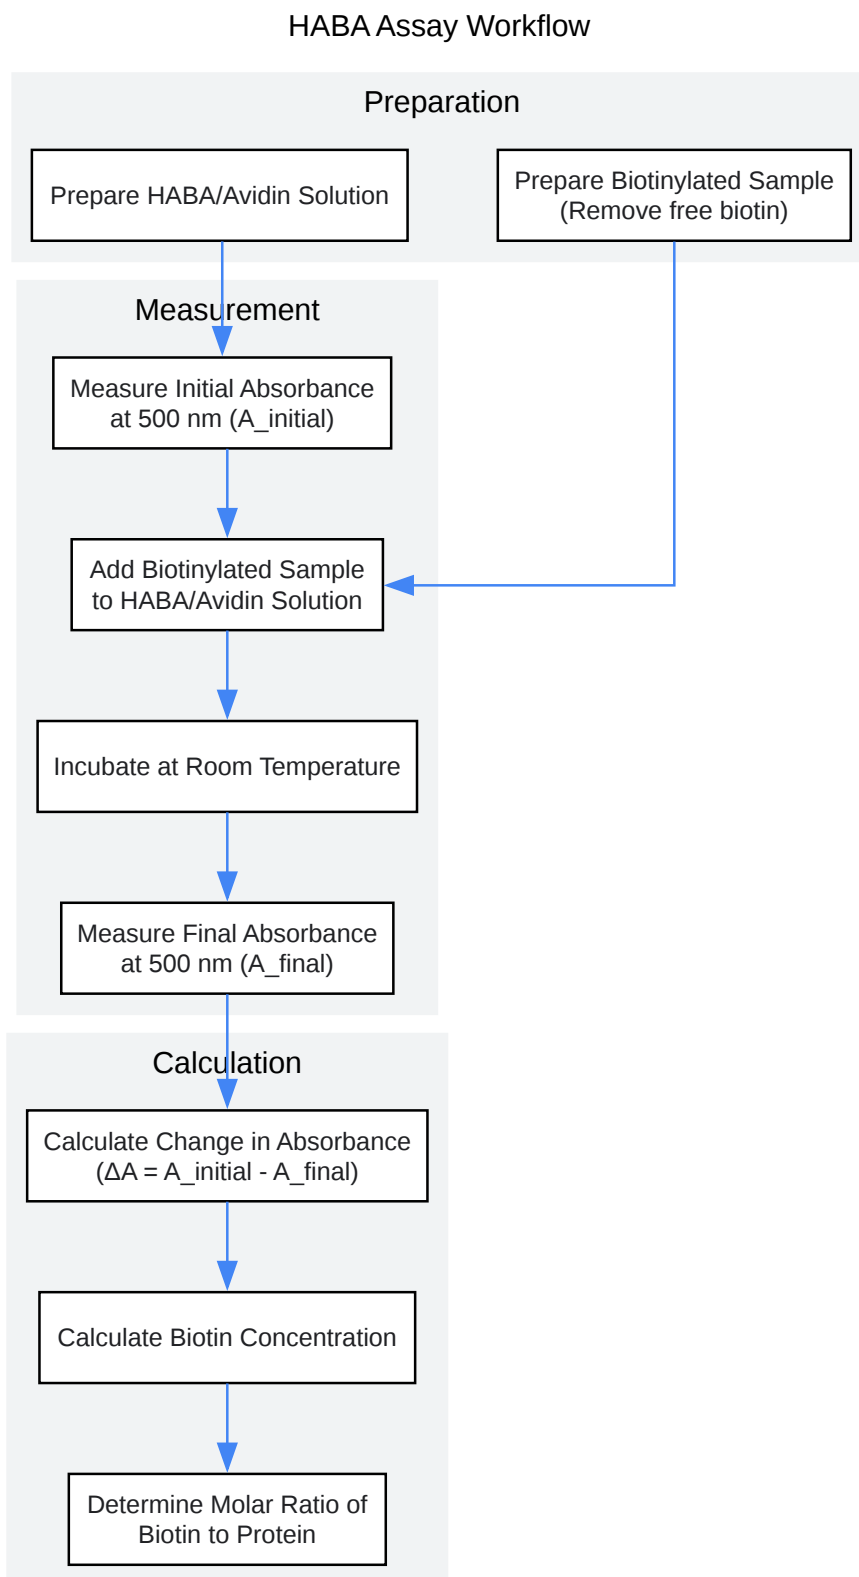 HABA Assay Workflow
Preparation
Prepare HABA/Avidin Solution
Prepare Biotinylated Sample
(Remove free biotin)
Measurement
Measure Initial Absorbance
at 500 nm (A_initial)
Add Biotinylated Sample
to HABA/Avidin Solution
Incubate at Room Temperature
Measure Final Absorbance
at 500 nm (A_final)
Calculation
Calculate Change in Absorbance
(ΔA = A_initial - A_final)
Calculate Biotin Concentration
Determine Molar Ratio of
Biotin to Protein